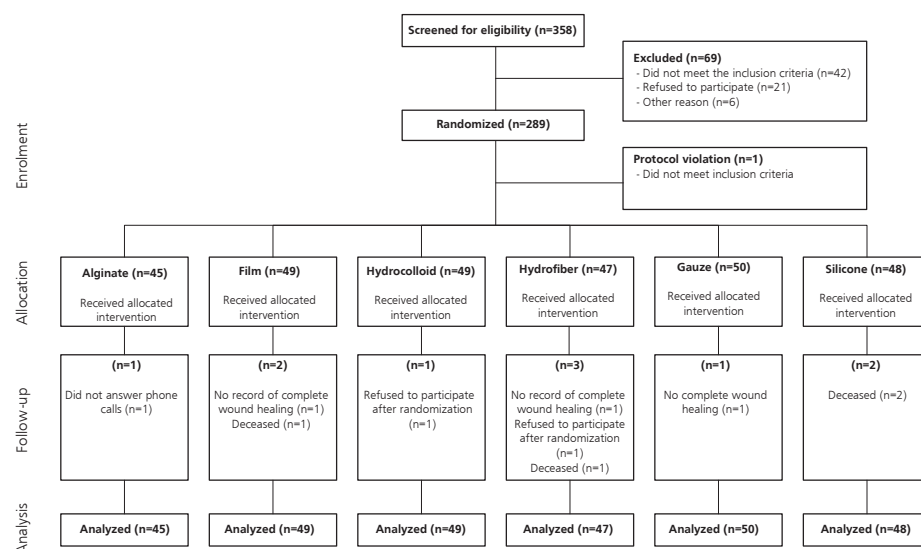 Screened for eligibility (n=358)
Excluded (n=69)
- Did not meet the inclusion criteria (n=42)
- Refused to participate (n=21)
- Other reason (n=6)
Randomized (n=289)
Enrolment
Protocol violation (n=1)
- Did not meet inclusion criteria
Allocation
Alginate (n=45)
Received allocated
intervention
Film (n=49)
Received allocated
intervention
Hydrocolloid (n=49)
Received allocated
intervention
Hydrofiber (n=47)
Received allocated
intervention
Gauze (n=50)
Received allocated
intervention
Silicone (n=48)
Received allocated
intervention
Follow-up
(n=1)
Did not answer phone
calls (n=1)
(n=2)
No record of complete
wound healing (n=1)
Deceased (n=1)
(n=1)
Refused to participate
after randomization
(n=1)
(n=3)
No record of complete
wound healing (n=1)
Refused to participate
after randomization
(n=1)
Deceased (n=1)
(n=1)
No complete wound
healing (n=1)
(n=2)
Deceased (n=2)
Analysis
Analyzed (n=45)
Analyzed (n=49)
Analyzed (n=49)
Analyzed (n=47)
Analyzed (n=50)
Analyzed (n=48)